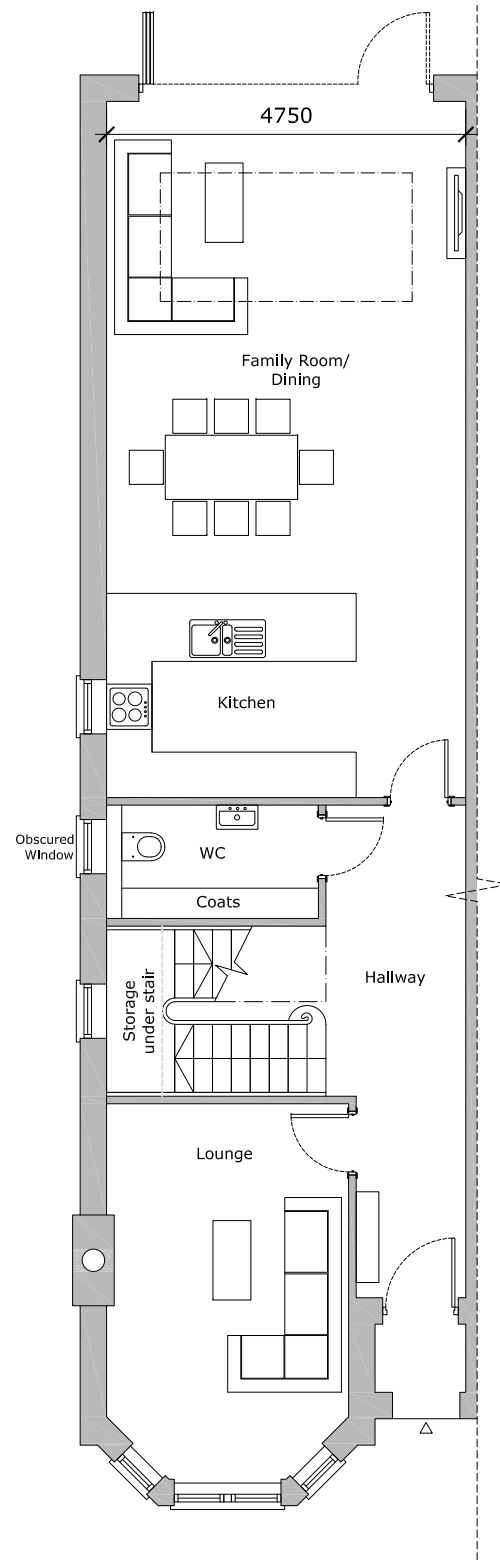 4750
Family Room/
Dining
Kitchen
Obscured
Window
WC
Coats
Storage
under stair
Hallway
Lounge